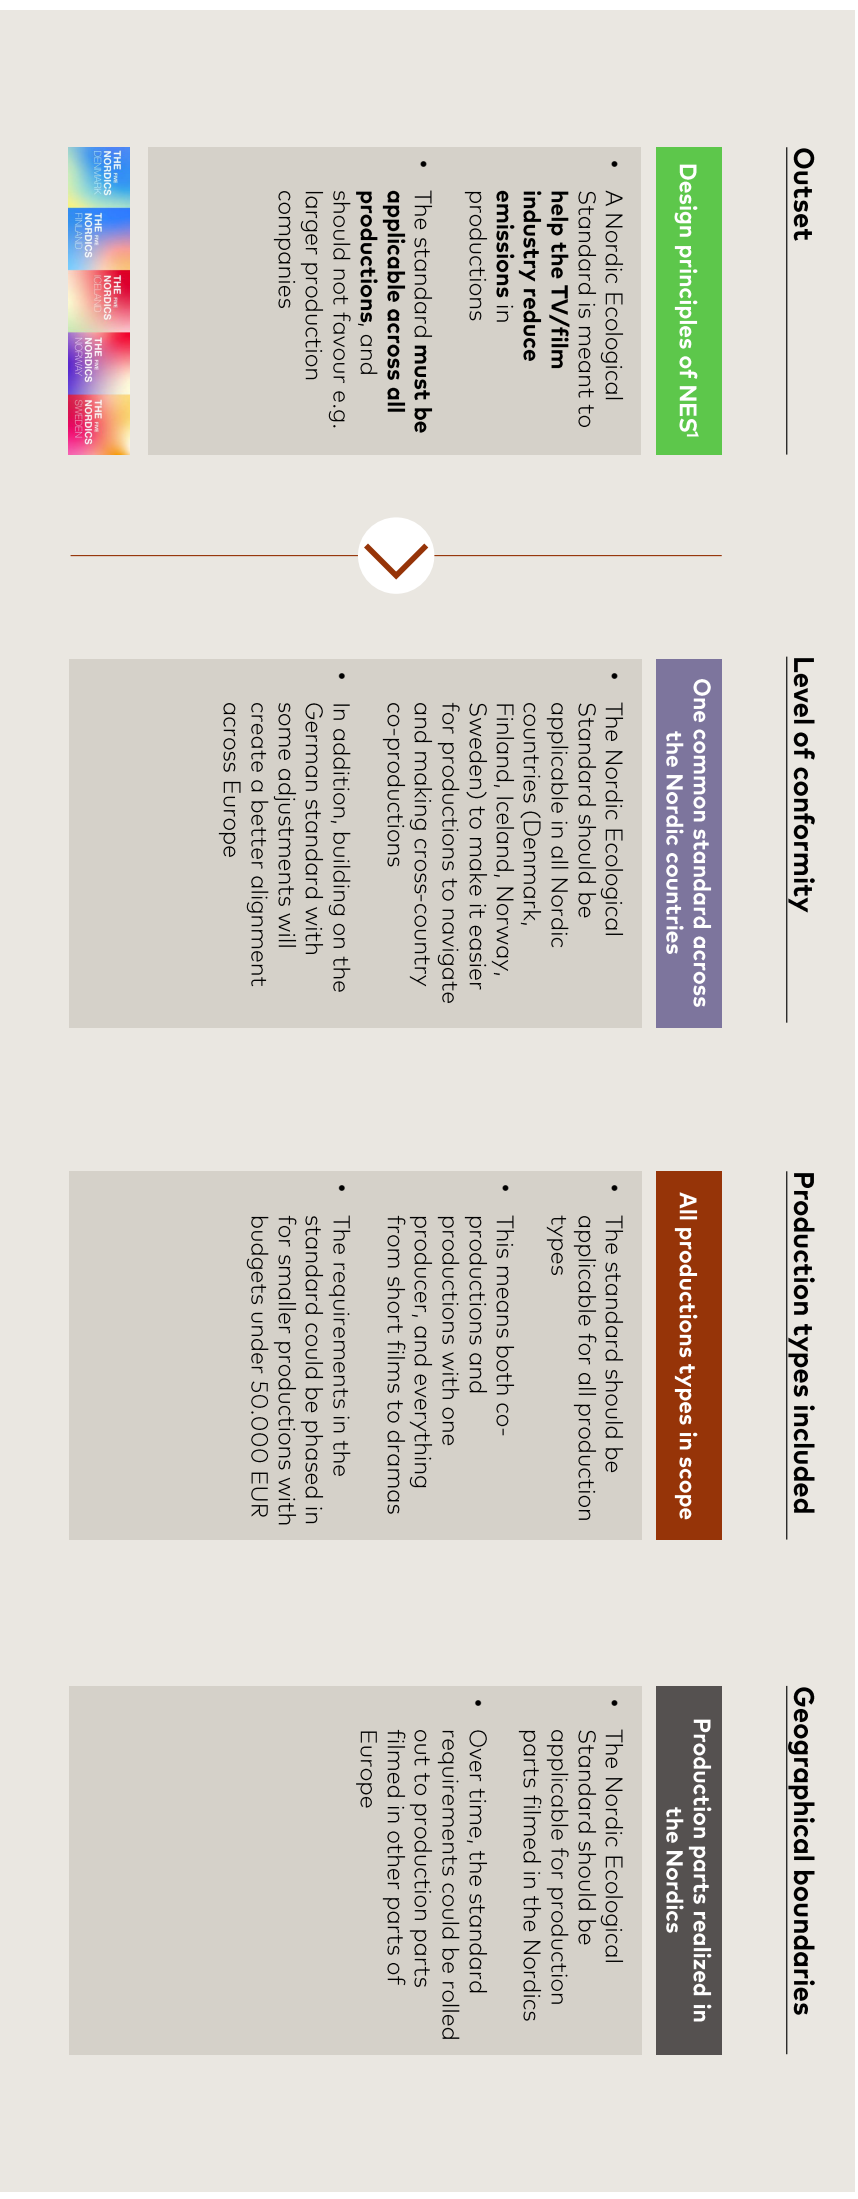 Outset
Design principles of NES¹
• A Nordic Ecological
Standard is meant to
help the TV/film
industry reduce
emissions in
productions
• The standard must be
applicable across all
productions, and
should not favour e.g.
larger production
companies
THE FIVE
NORDICS
DENMARK
THE FIVE
NORDICS
FINLAND
THE FIVE
NORDICS
ICELAND
THE FIVE
NORDICS
NORWAY
THE FIVE
NORDICS
SWEDEN
Level of conformity
One common standard across
the Nordic countries
• The Nordic Ecological
Standard should be
applicable in all Nordic
countries (Denmark,
Finland, Iceland, Norway,
Sweden) to make it easier
for productions to navigate
and making cross-country
co-productions
• In addition, building on the
German standard with
some adjustments will
create a better alignment
across Europe
Production types included
All productions types in scope
• The standard should be
applicable for all production
types
• This means both co-
productions and
productions with one
producer, and everything
from short films to dramas
• The requirements in the
standard could be phased in
for smaller productions with
budgets under 50.000 EUR
Geographical boundaries
Production parts realized in
the Nordics
• The Nordic Ecological
Standard should be
applicable for production
parts filmed in the Nordics
• Over time, the standard
requirements could be rolled
out to production parts
filmed in other parts of
Europe